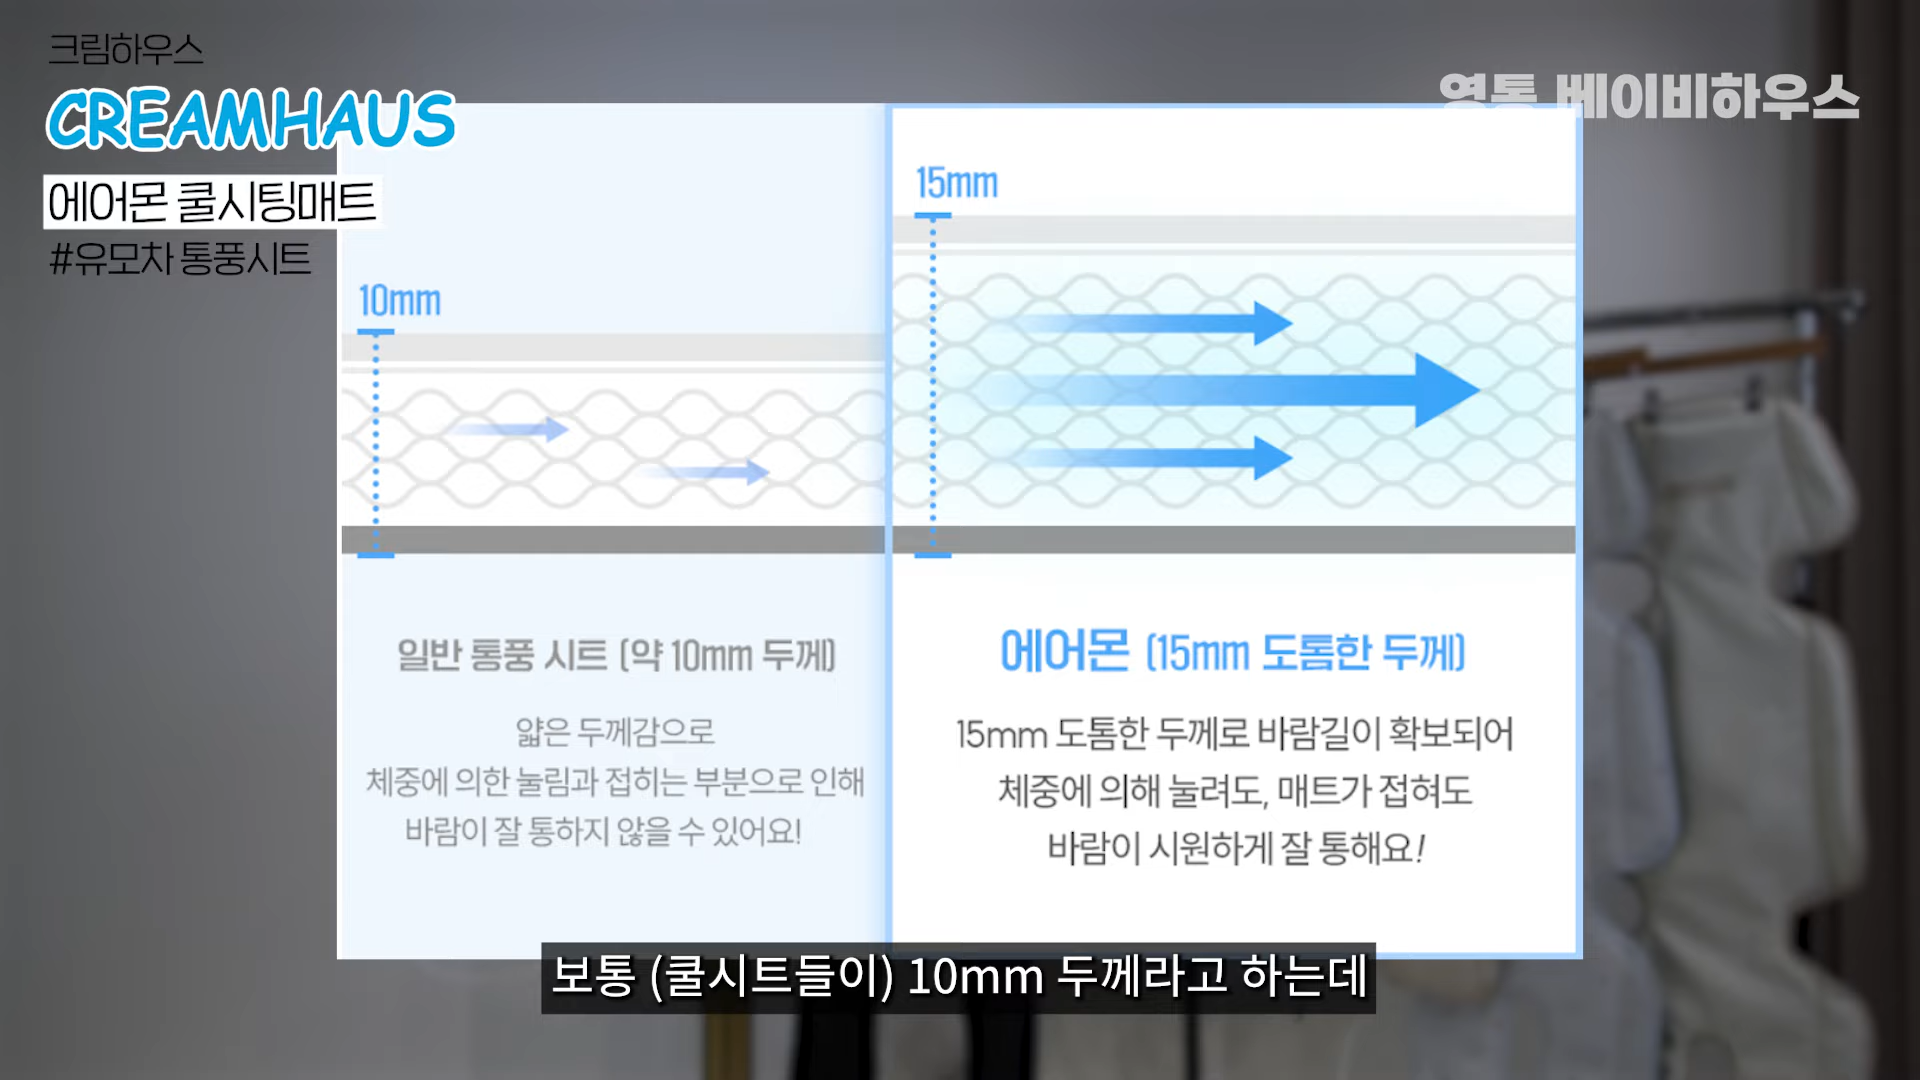 크림하우스
CREAMHAUS
에어몬 쿨시팅매트
#유모차 통풍시트
영통 베이비하우스
10mm
15mm
일반 통풍 시트 (약 10mm 두께)
얇은 두께감으로
체중에 의한 눌림과 접히는 부분으로 인해
바람이 잘 통하지 않을 수 있어요!
에어몬 (15mm 도톰한 두께)
15mm 도톰한 두께로 바람길이 확보되어
체중에 의해 눌려도, 매트가 접혀도
바람이 시원하게 잘 통해요!
보통 (쿨시트들이) 10mm 두께라고 하는데